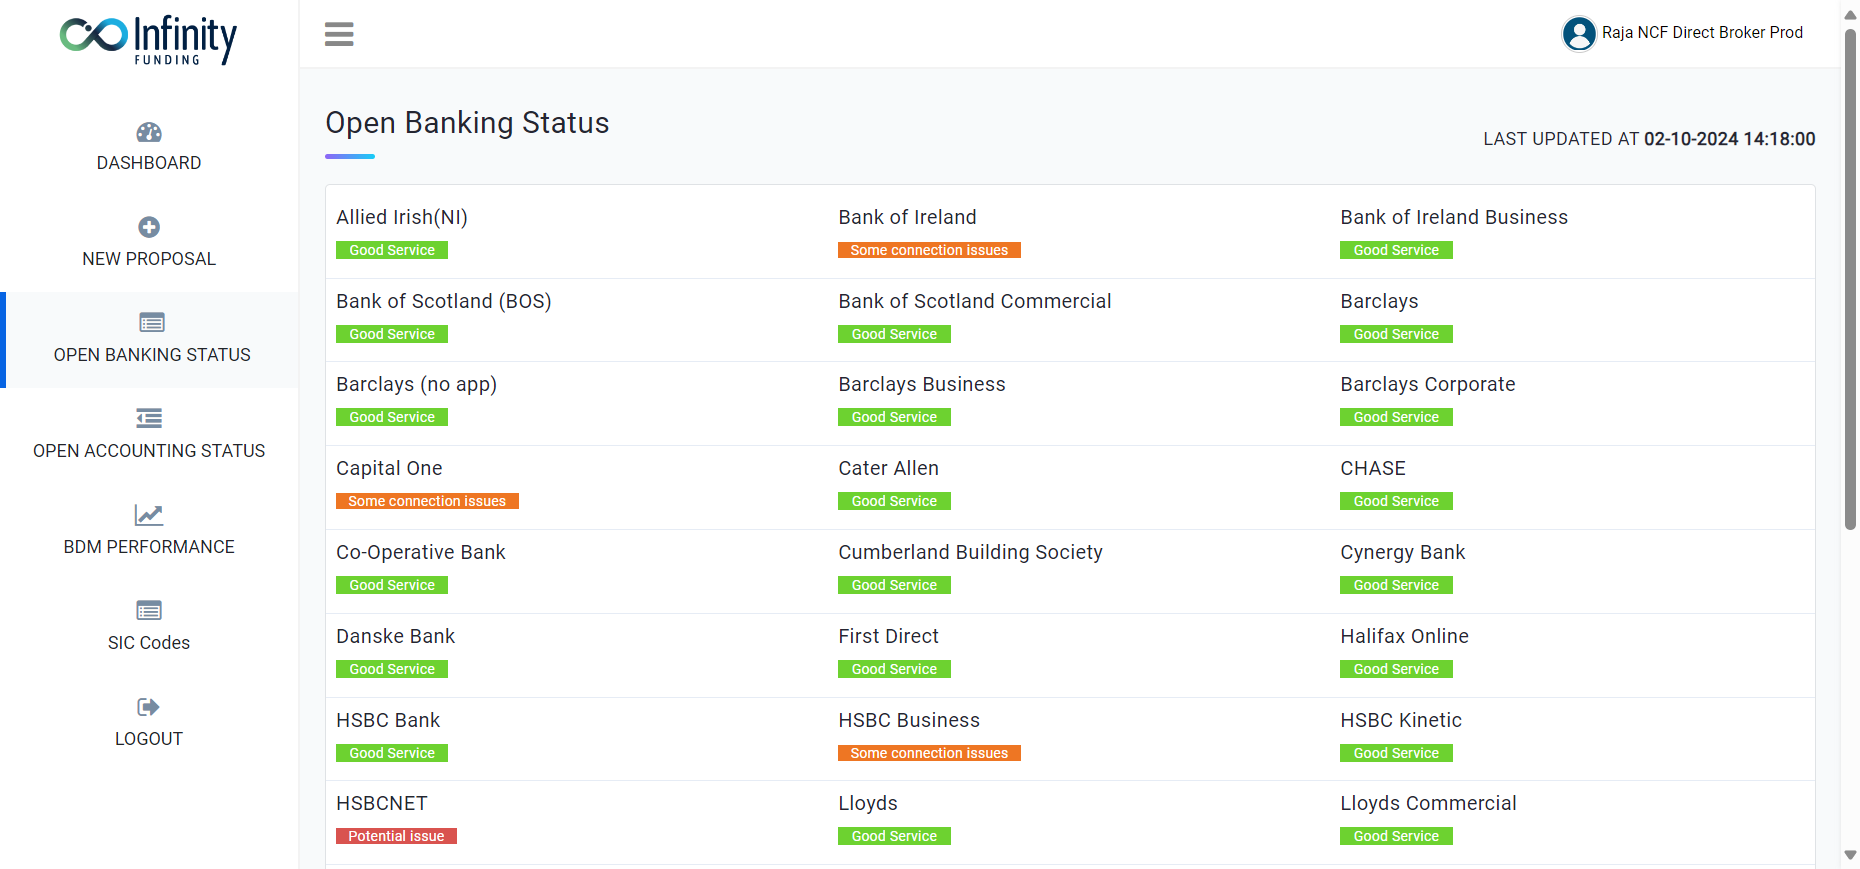 Infinity
FUNDING
Raja NCF Direct Broker Prod
DASHBOARD
NEW PROPOSAL
OPEN BANKING STATUS
OPEN ACCOUNTING STATUS
BDM PERFORMANCE
SIC Codes
LOGOUT
Open Banking Status
LAST UPDATED AT 02-10-2024 14:18:00
Allied Irish(NI)
Good Service
Bank of Ireland
Some connection issues
Bank of Ireland Business
Good Service
Bank of Scotland (BOS)
Good Service
Bank of Scotland Commercial
Good Service
Barclays
Good Service
Barclays (no app)
Good Service
Barclays Business
Good Service
Barclays Corporate
Good Service
Capital One
Some connection issues
Cater Allen
Good Service
CHASE
Good Service
Co-Operative Bank
Good Service
Cumberland Building Society
Good Service
Cynergy Bank
Good Service
Danske Bank
Good Service
First Direct
Good Service
Halifax Online
Good Service
HSBC Bank
Good Service
HSBC Business
Some connection issues
HSBC Kinetic
Good Service
HSBCNET
Potential issue
Lloyds
Good Service
Lloyds Commercial
Good Service